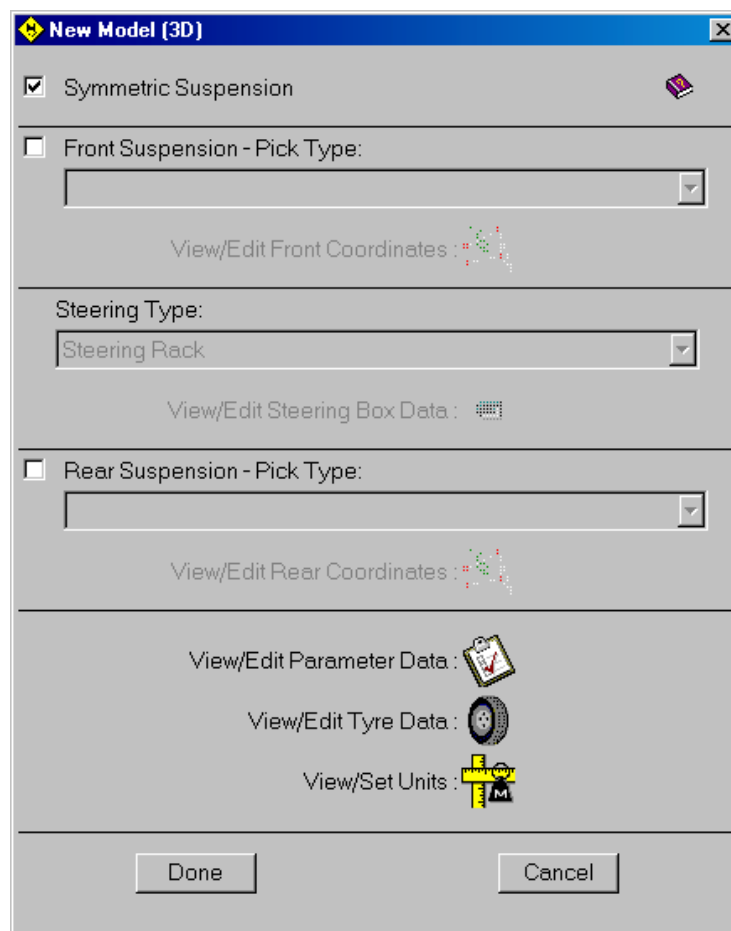 New Model (3D)
Symmetric Suspension
Front Suspension - Pick Type:
View/Edit Front Coordinates :
Steering Type:
Steering Rack
View/Edit Steering Box Data :
Rear Suspension - Pick Type:
View/Edit Rear Coordinates :
View/Edit Parameter Data :
View/Edit Tyre Data :
View/Set Units :
M
Done
Cancel